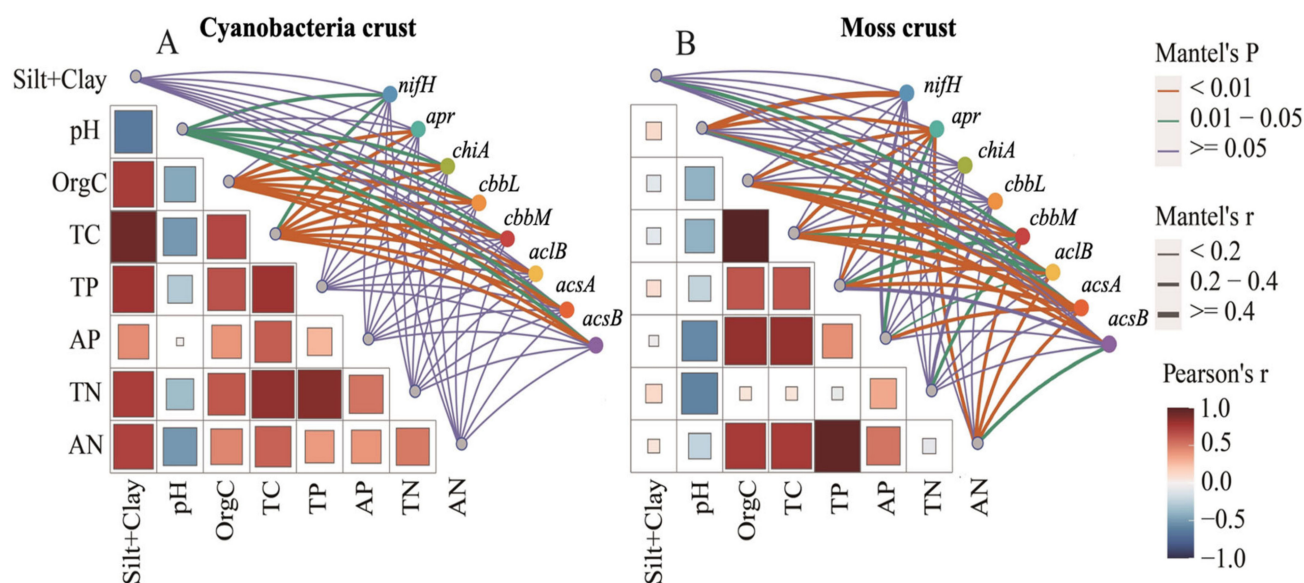 Cyanobacteria crust
Moss crust
A
B
Silt+Clay
pH
OrgC
TC
TP
AP
TN
AN
nifH
apr
chiA
cbbL
cbbM
aclB
acsA
acsB
Silt+Clay
pH
OrgC
TC
TP
AP
TN
AN
nifH
apr
chiA
cbbL
cbbM
aclB
acsA
acsB
Silt+Clay
pH
OrgC
TC
TP
AP
TN
AN
Mantel's P
< 0.01
0.01 − 0.05
>= 0.05
Mantel's r
< 0.2
0.2 − 0.4
>= 0.4
Pearson's r
1.0
0.5
0.0
−0.5
−1.0